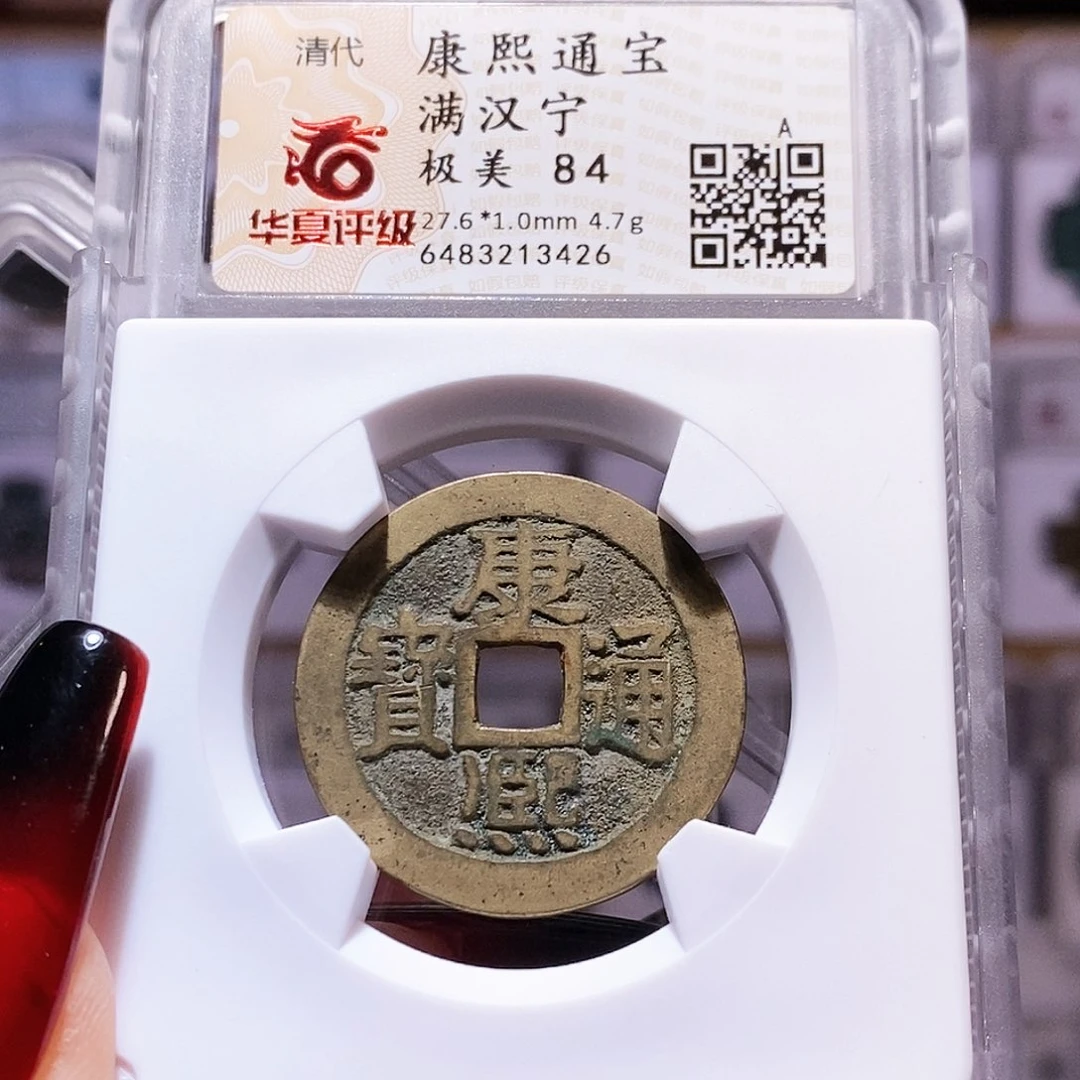 清代
康熙通宝
满汉宁
极美 84
27.6*1.0mm 4.7g
6483213426
华夏评级
A
康熙通寶